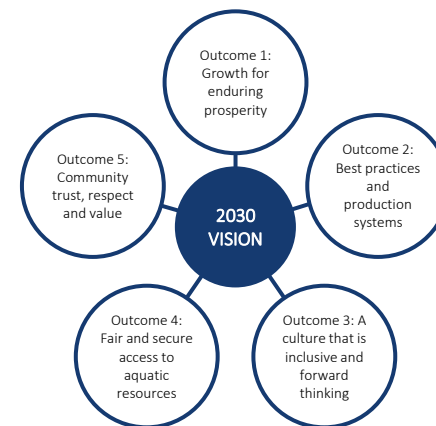 Outcome 1:
Growth for
enduring
prosperity
Outcome 2:
Best practices
and
production
systems
Outcome 3: A
culture that is
inclusive and
forward
thinking
Outcome 4:
Fair and secure
access to
aquatic
resources
Outcome 5:
Community
trust, respect
and value
2030
VISION